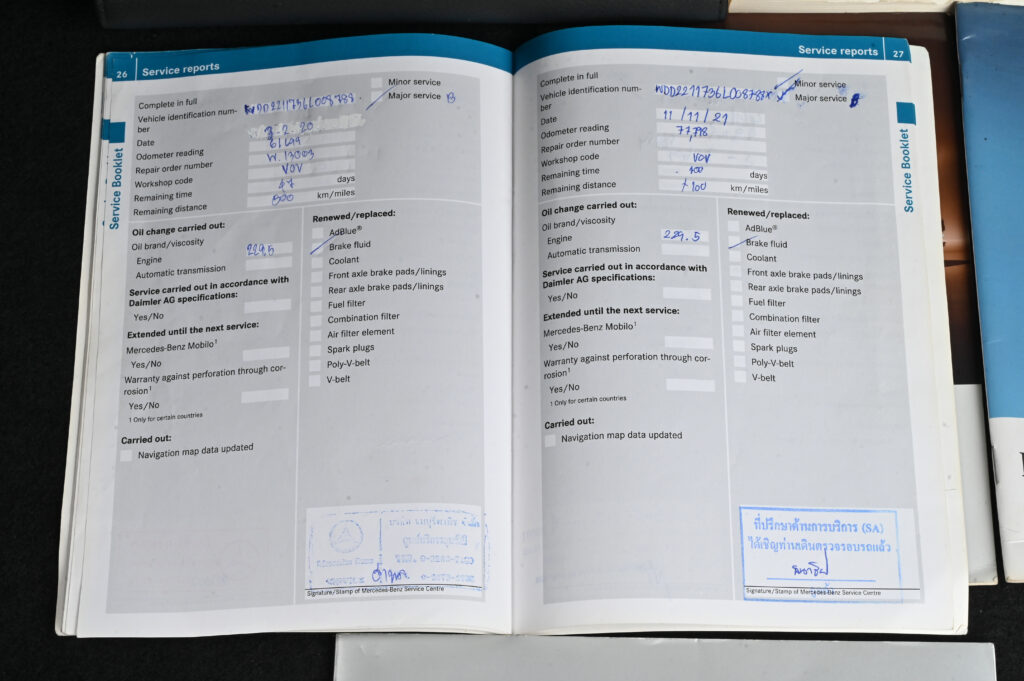 26 Service reports
Complete in full
Minor service
Vehicle identification num-
ber
WDD2211736L008788
Major service B
Date
3.2.20
Odometer reading
Repair order number
W.13003
Workshop code
VOV
Remaining time
days
Remaining distance
500 km/miles
Service Booklet
Oil change carried out:
Oil brand/viscosity
Engine
229.5
Automatic transmission
Service carried out in accordance with
Daimler AG specifications:
Yes/No
Extended until the next service:
Mercedes-Benz Mobilo1
Yes/No
Warranty against perforation through cor-
rosion1
Yes/No
1 Only for certain countries
Carried out:
Navigation map data updated
Renewed/replaced:
AdBlue®
Brake fluid
Coolant
Front axle brake pads/linings
Rear axle brake pads/linings
Fuel filter
Combination filter
Air filter element
Spark plugs
Poly-V-belt
V-belt
Signature/Stamp of Mercedes-Benz Service Centre
Service reports 27
Complete in full
Minor service
Vehicle identification num-
ber
WDD2211736L008788
Major service B
Date
11/11/21
Odometer reading
77,778
Repair order number
Workshop code
VOV
Remaining time
days
Remaining distance
km/miles
Service Booklet
Oil change carried out:
Oil brand/viscosity
Engine
229.5
Automatic transmission
Service carried out in accordance with
Daimler AG specifications:
Yes/No
Extended until the next service:
Mercedes-Benz Mobilo1
Yes/No
Warranty against perforation through cor-
rosion1
Yes/No
1 Only for certain countries
Carried out:
Navigation map data updated
Renewed/replaced:
AdBlue®
Brake fluid
Coolant
Front axle brake pads/linings
Rear axle brake pads/linings
Fuel filter
Combination filter
Air filter element
Spark plugs
Poly-V-belt
V-belt
ที่ปรึกษาด้านการบริการ (SA)
ได้เชิญท่านเดินตรวจรอบรถแล้ว
Signature/Stamp of Mercedes-Benz Service Centre